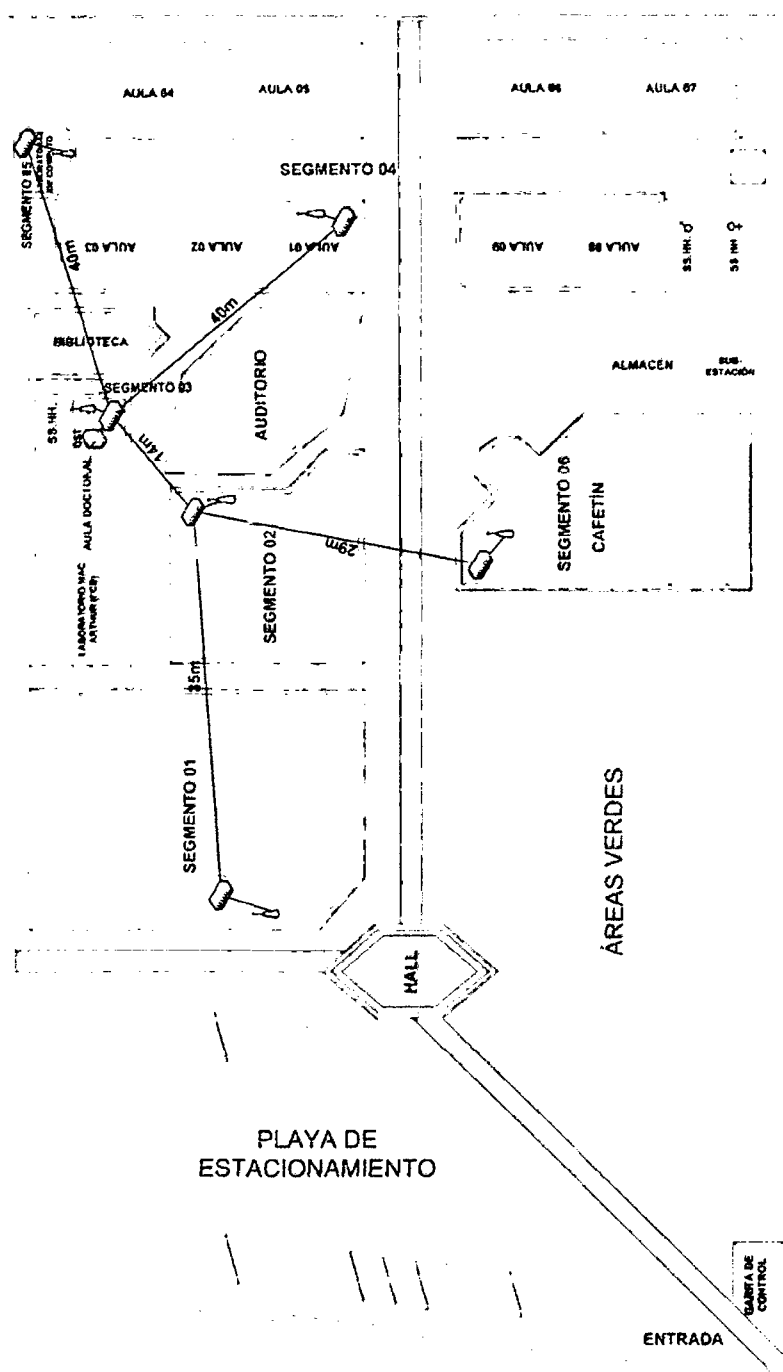 AULA 04
AULA 05
AULA 06
AULA 07
SEGMENTO 05
SEGMENTO 04
40m
AULA 03
AULA 02
AULA 01
AULA 09
AULA 08
SS.HH.
SS HH
40m
BIBLIOTECA
ALMACÉN
SUB-
ESTACIÓN
SEGMENTO 03
SS.HH.
AUDITORIO
14m
AULA DOCTORAL
LABORATORIO MAC
SEGMENTO 02
29m
SEGMENTO 06
CAFETÍN
35m
SEGMENTO 01
ÁREAS VERDES
HALL
PLAYA DE
ESTACIONAMIENTO
GARITA DE
CONTROL
ENTRADA